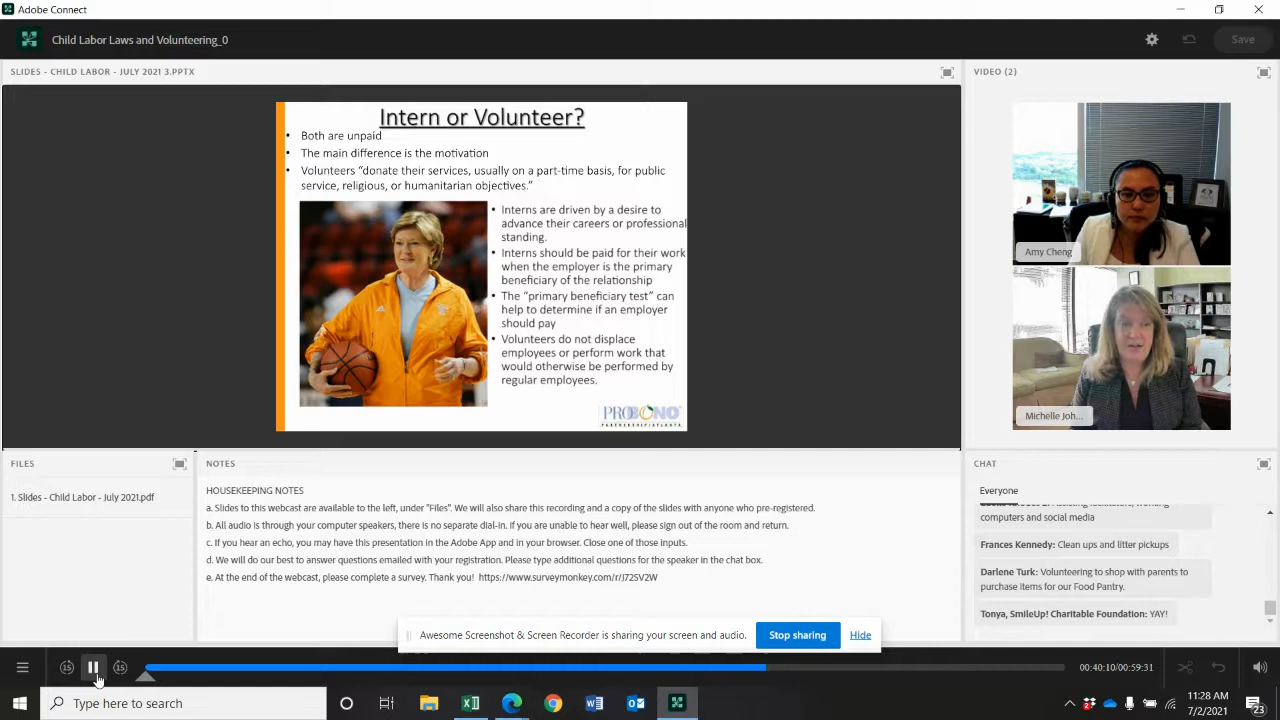 Adobe Connect
Child Labor Laws and Volunteering_0
Save
SLIDES - CHILD LABOR - JULY 2021 3.PPTX
Intern or Volunteer?
• Both are unpaid
• The main difference is the motivation
• Volunteers “donate their services, usually on a part-time basis, for public
service, religious, or humanitarian objectives.”
• Interns are driven by a desire to
advance their careers or professional
standing.
• Interns should be paid for their work
when the employer is the primary
beneficiary of the relationship
• The “primary beneficiary test” can
help to determine if an employer
should pay
• Volunteers do not displace
employees or perform work that
would otherwise be performed by
regular employees.
PROBONO
PARTNERSHIP/ATLANTA
VIDEO (2)
Amy Cheng
Michelle Joh...
FILES
1. Slides - Child Labor - July 2021.pdf
NOTES
HOUSEKEEPING NOTES
a. Slides to this webcast are available to the left, under "Files". We will also share this recording and a copy of the slides with anyone who pre-registered.
b. All audio is through your computer speakers, there is no separate dial-in. If you are unable to hear well, please sign out of the room and return.
c. If you hear an echo, you may have this presentation in the Adobe App and in your browser. Close one of those inputs.
d. We will do our best to answer questions emailed with your registration. Please type additional questions for the speaker in the chat box.
e. At the end of the webcast, please complete a survey. Thank you! https://www.surveymonkey.com/r/J72SV2W
CHAT
Everyone
computers and social media
Frances Kennedy: Clean ups and litter pickups
Darlene Turk: Volunteering to shop with parents to
purchase items for our Food Pantry.
Tonya, SmileUp! Charitable Foundation: YAY!
Awesome Screenshot & Screen Recorder is sharing your screen and audio.
Stop sharing
Hide
15
15
00:40:10/00:59:31
Type here to search
11:28 AM
7/2/2021
23